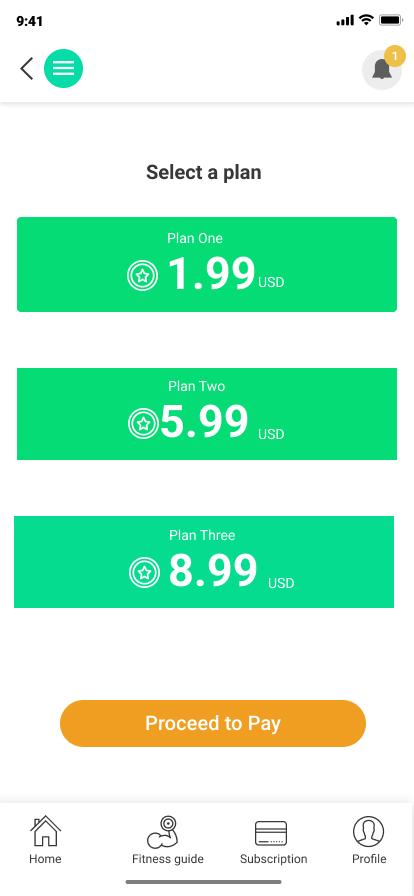 9:41
1
Select a plan
Plan One
1.99 USD
Plan Two
5.99 USD
Plan Three
8.99 USD
Proceed to Pay
Home Fitness guide Subscription Profile